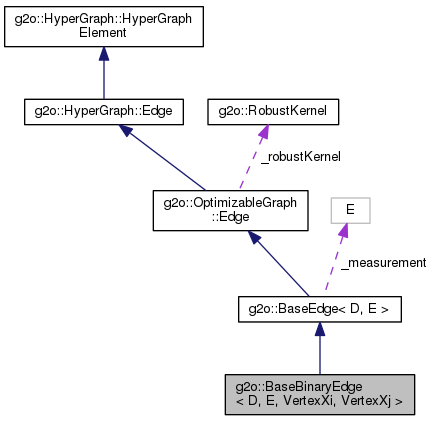 g2o::HyperGraph::HyperGraph
Element
g2o::HyperGraph::Edge
g2o::RobustKernel
_robustKernel
g2o::OptimizableGraph
::Edge
E
_measurement
g2o::BaseEdge< D, E >
g2o::BaseBinaryEdge
< D, E, VertexXi, VertexXj >